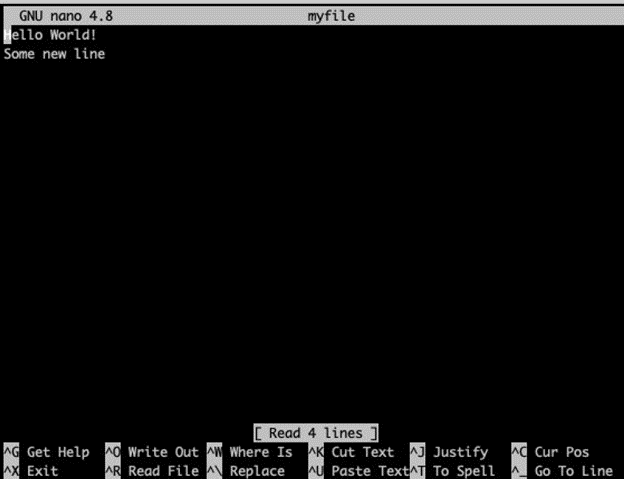 GNU nano 4.8 myfile
Hello World!
Some new line
[ Read 4 lines ]
^G Get Help ^O Write Out ^W Where Is ^K Cut Text ^J Justify ^C Cur Pos
^X Exit ^R Read File ^\ Replace ^U Paste Text ^T To Spell ^_ Go To Line